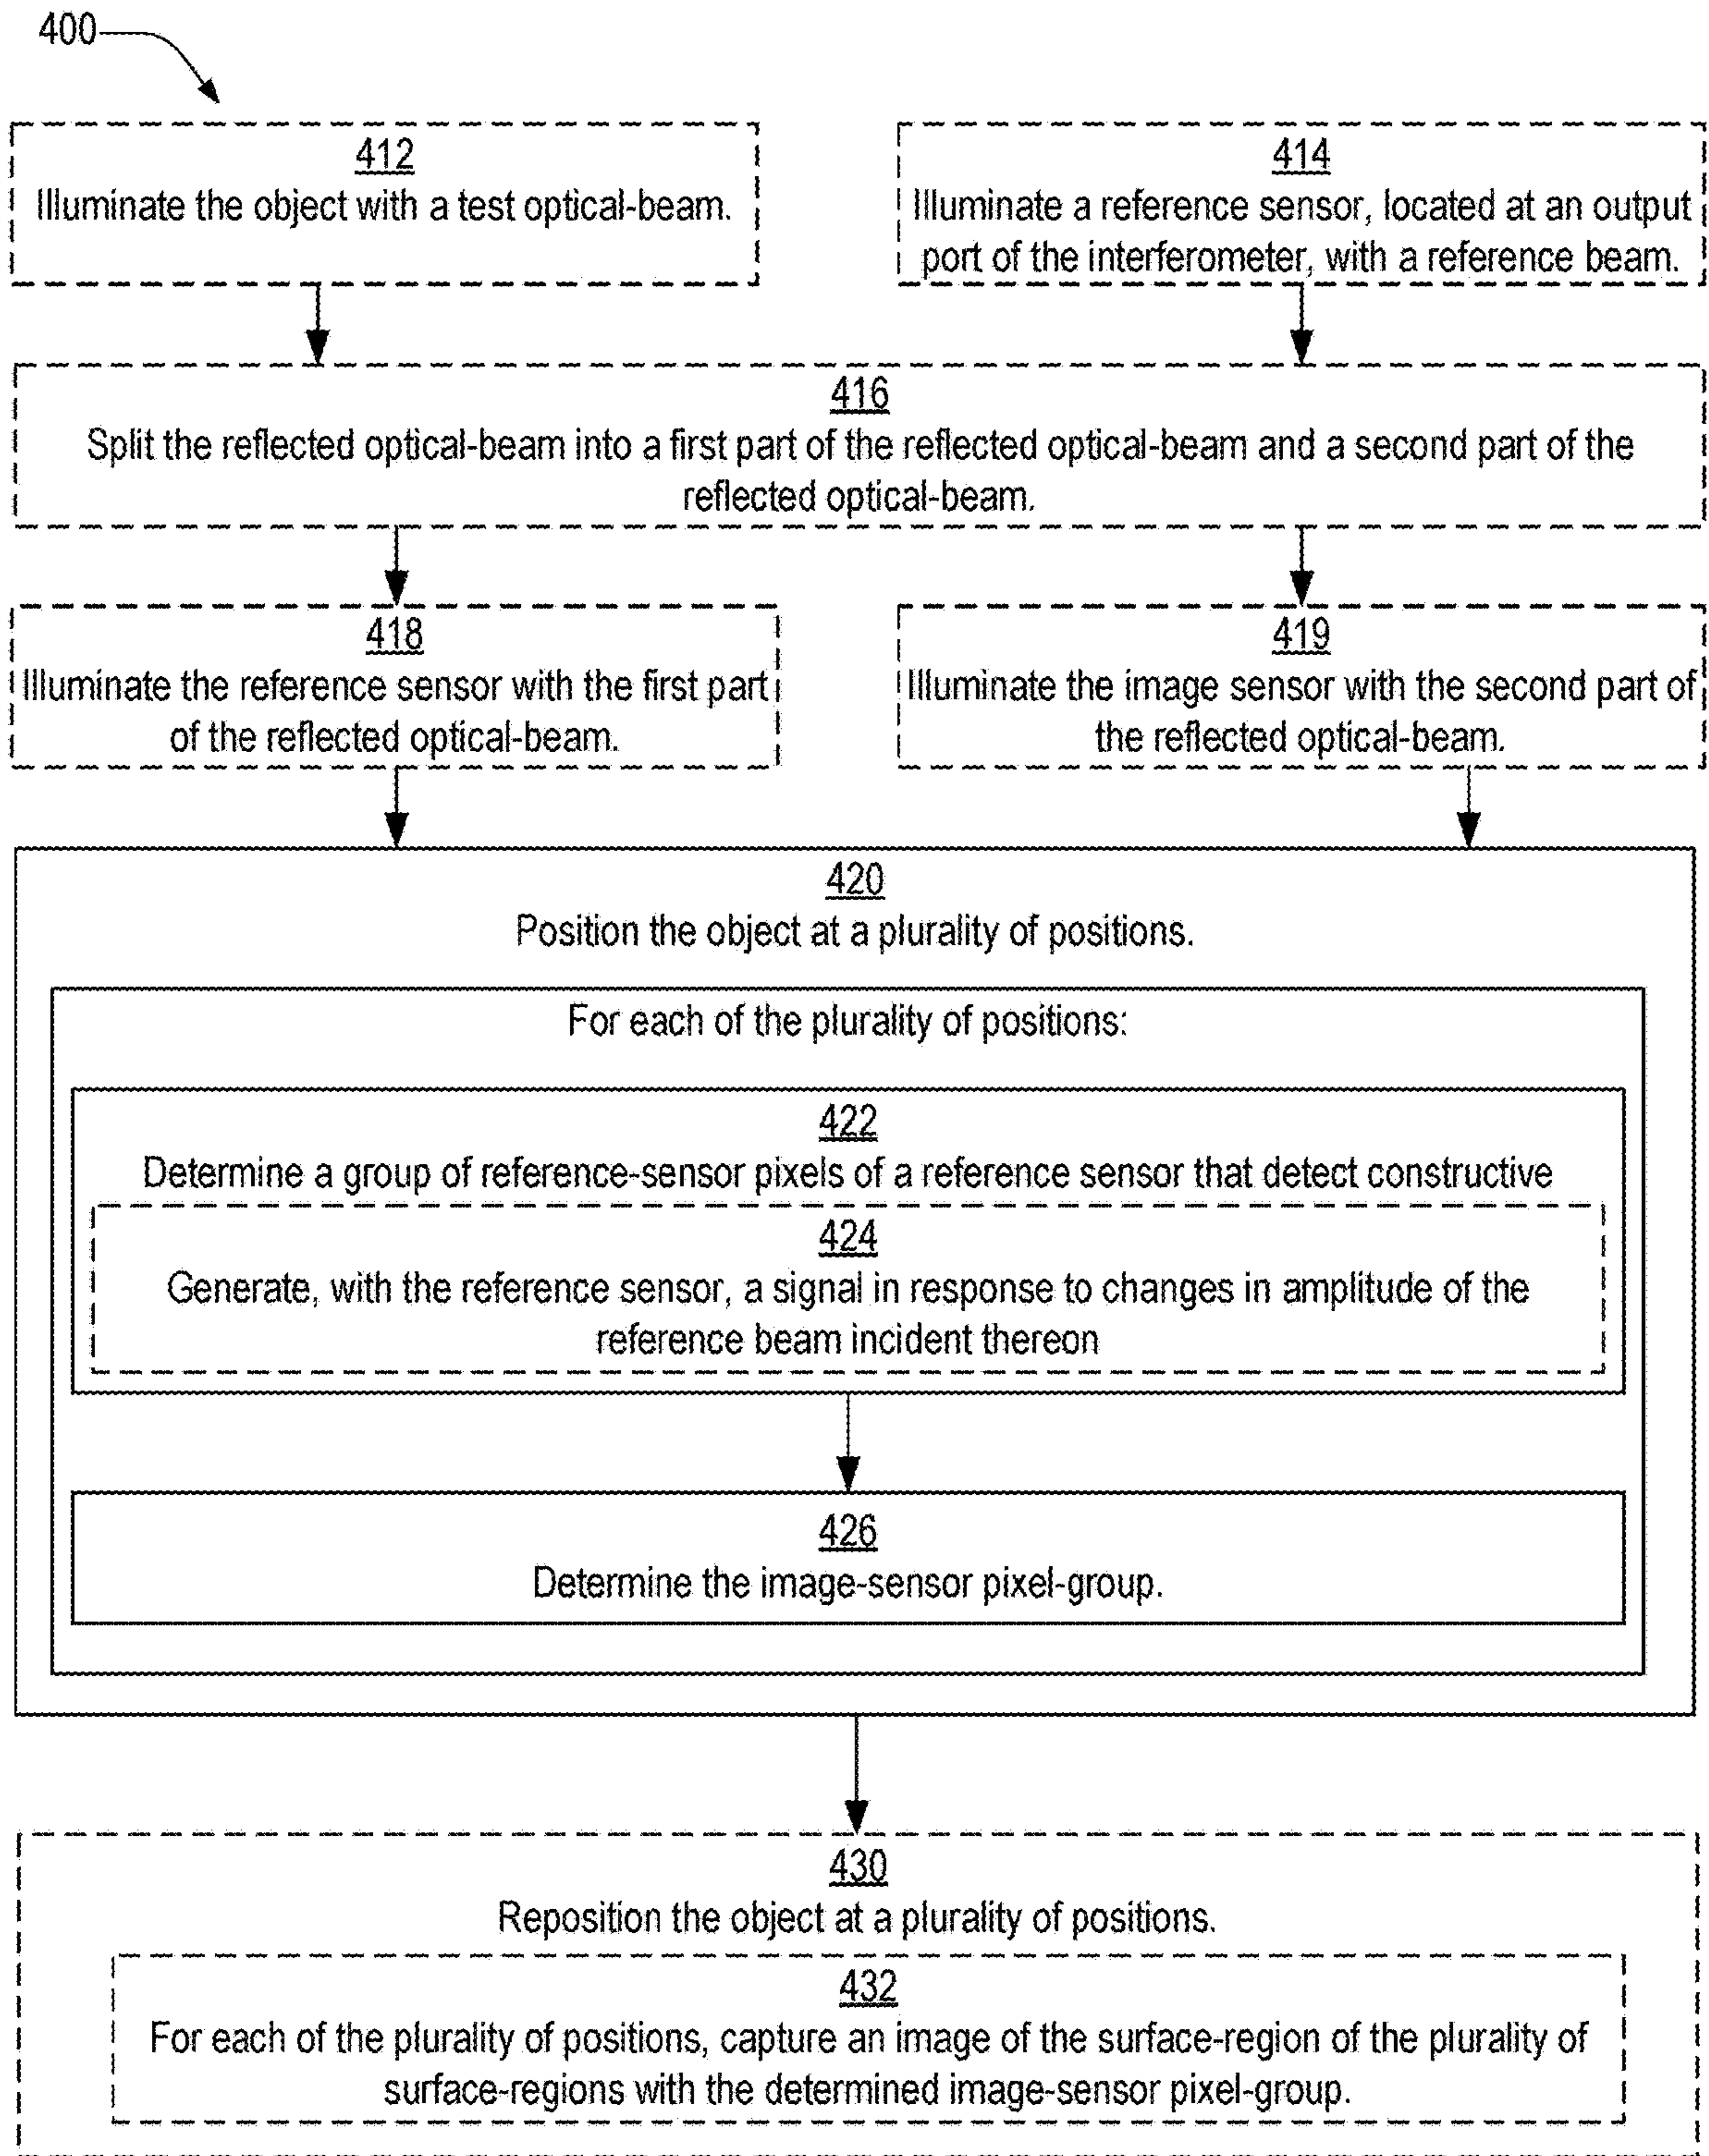 400
412
Illuminate the object with a test optical-beam.
414
Illuminate a reference sensor, located at an output
port of the interferometer, with a reference beam.
416
Split the reflected optical-beam into a first part of the reflected optical-beam and a second part of the
reflected optical-beam.
418
Illuminate the reference sensor with the first part
of the reflected optical-beam.
419
Illuminate the image sensor with the second part of
the reflected optical-beam.
420
Position the object at a plurality of positions.
For each of the plurality of positions:
422
Determine a group of reference-sensor pixels of a reference sensor that detect constructive
424
Generate, with the reference sensor, a signal in response to changes in amplitude of the
reference beam incident thereon
426
Determine the image-sensor pixel-group.
430
Reposition the object at a plurality of positions.
432
For each of the plurality of positions, capture an image of the surface-region of the plurality of
surface-regions with the determined image-sensor pixel-group.